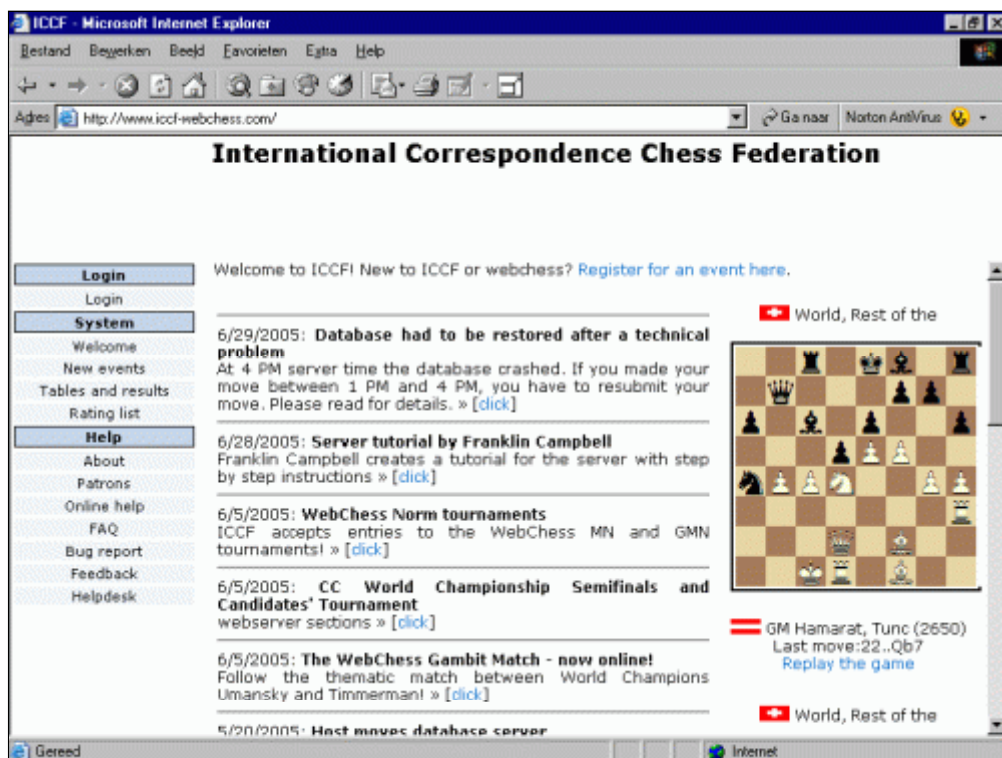 ICCF - Microsoft Internet Explorer
Bestand Bewerken Beeld Favorieten Extra Help
Adres http://www.iccf-webchess.com/ Ga naar Norton AntiVirus
International Correspondence Chess Federation
Welcome to ICCF! New to ICCF or webchess? Register for an event here.
Login
Login
System
Welcome
New events
Tables and results
Rating list
Help
About
Patrons
Online help
FAQ
Bug report
Feedback
Helpdesk
6/29/2005: Database had to be restored after a technical
problem
At 4 PM server time the database crashed. If you made your
move between 1 PM and 4 PM, you have to resubmit your
move. Please read for details. » [click]
6/28/2005: Server tutorial by Franklin Campbell
Franklin Campbell creates a tutorial for the server with step
by step instructions » [click]
6/5/2005: WebChess Norm tournaments
ICCF accepts entries to the WebChess MN and GMN
tournaments! » [click]
6/5/2005: CC World Championship Semifinals and
Candidates' Tournament
webserver sections » [click]
6/5/2005: The WebChess Gambit Match - now online!
Follow the thematic match between World Champions
Umansky and Timmerman! » [click]
5/20/2005: Host moves database server
World, Rest of the
GM Hamarat, Tunc (2650)
Last move:22..Qb7
Replay the game
World, Rest of the
Gereed Internet